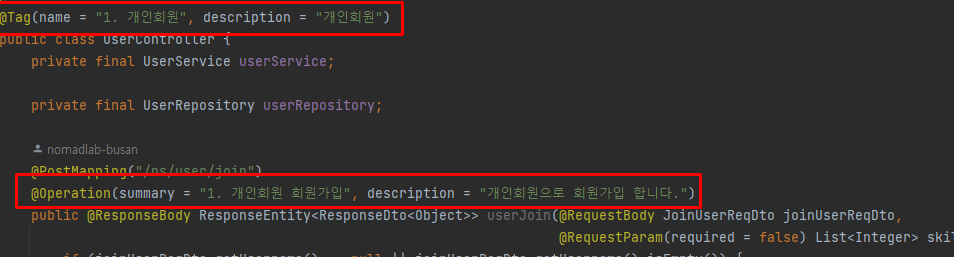 @Tag(name = "1. 개인회원", description = "개인회원")
public class UserController {
private final UserService userService;
private final UserRepository userRepository;
nomadlab-busan
@PostMapping("/ns/user/join")
@Operation(summary = "1. 개인회원 회원가입", description = "개인회원으로 회원가입 합니다.")
public @ResponseBody ResponseEntity<ResponseDto<Object>> userJoin(@RequestBody JoinUserReqDto joinUserReqDto,
@RequestParam(required = false) List<Integer> skil